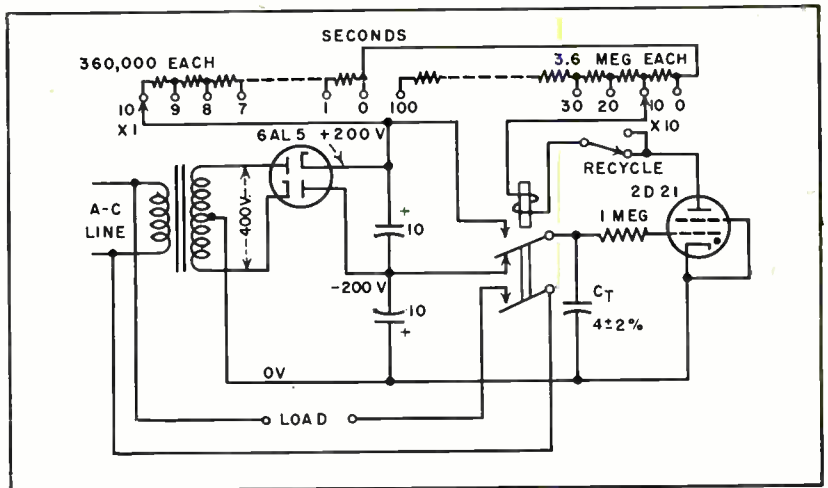 SECONDS
360,000 EACH
3.6 MEG EACH
10 9 8 7 1 0 100 30 20 10 0
X1
X10
6AL5 +200 V
RECYCLE
2D21
A-C
LINE
400V
+
10
1 MEG
-200 V
10
+
CT
4±2%
0V
LOAD